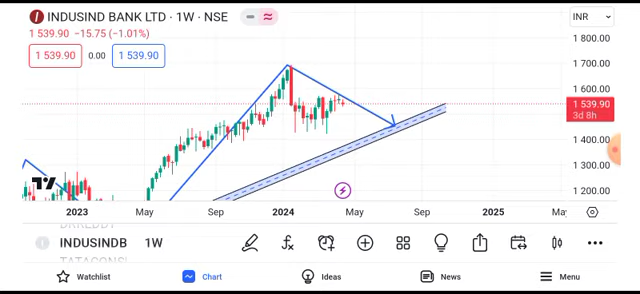 INDUSIND BANK LTD · 1W · NSE
INR
1 539.90 −15.75 (−1.01%)
1 539.90 0.00 1 539.90
1 800.00
1 700.00
1 600.00
1 539.90
3d 8h
1 400.00
1 300.00
1 200.00
2023 May Sep 2024 May Sep 2025
INDUSINDB 1W
Watchlist Chart Ideas News Menu